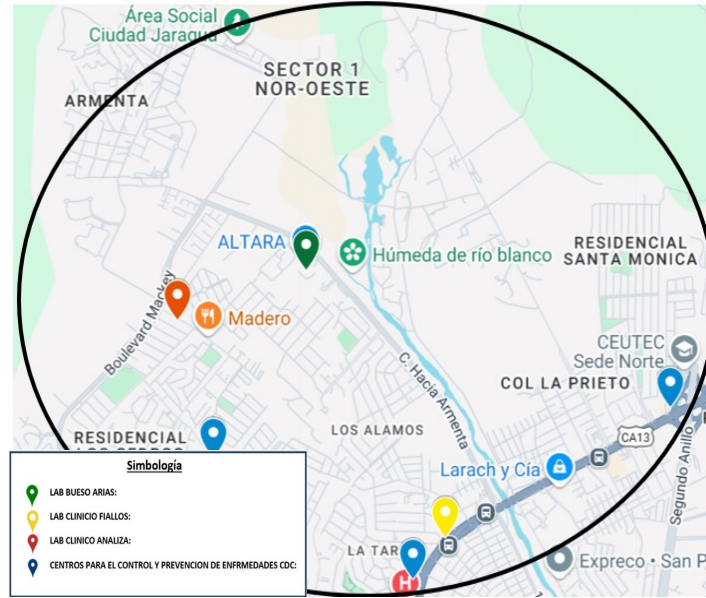 Área Social
Ciudad Jaragua
SECTOR 1
NOR-OESTE
ARMENTA
ALTARA
Húmeda de río blanco
RESIDENCIAL
SANTA MONICA
Boulevard Mackey
Madero
C. Hacia Armenta
CEUTEC
Sede Norte
COL LA PRIETO
RESIDENCIAL
LOS ALAMOS
CA13
Segundo Anillo
Larach y Cía
LA TAR
H
Expreco • San P
Simbología
LAB BUESO ARIAS:
LAB CLINICIO FIALLOS:
LAB CLINICO ANALIZA:
CENTROS PARA EL CONTROL Y PREVENCION DE ENFRMEDADES CDC: